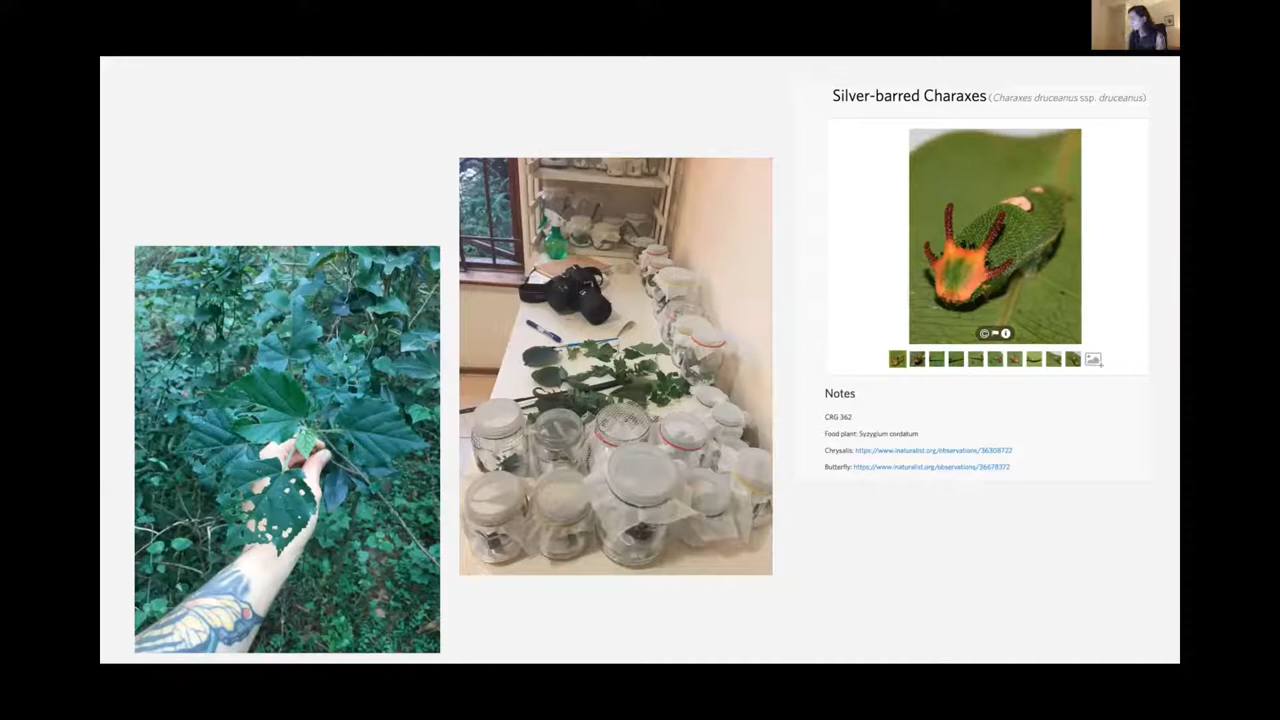 Silver-barred Charaxes (Charaxes druceanus ssp. druceanus)
Notes
CRG 362
Food plant: Syzygium cordatum
Chrysalis: https://www.inaturalist.org/observations/36308722
Butterfly: https://www.inaturalist.org/observations/36678372